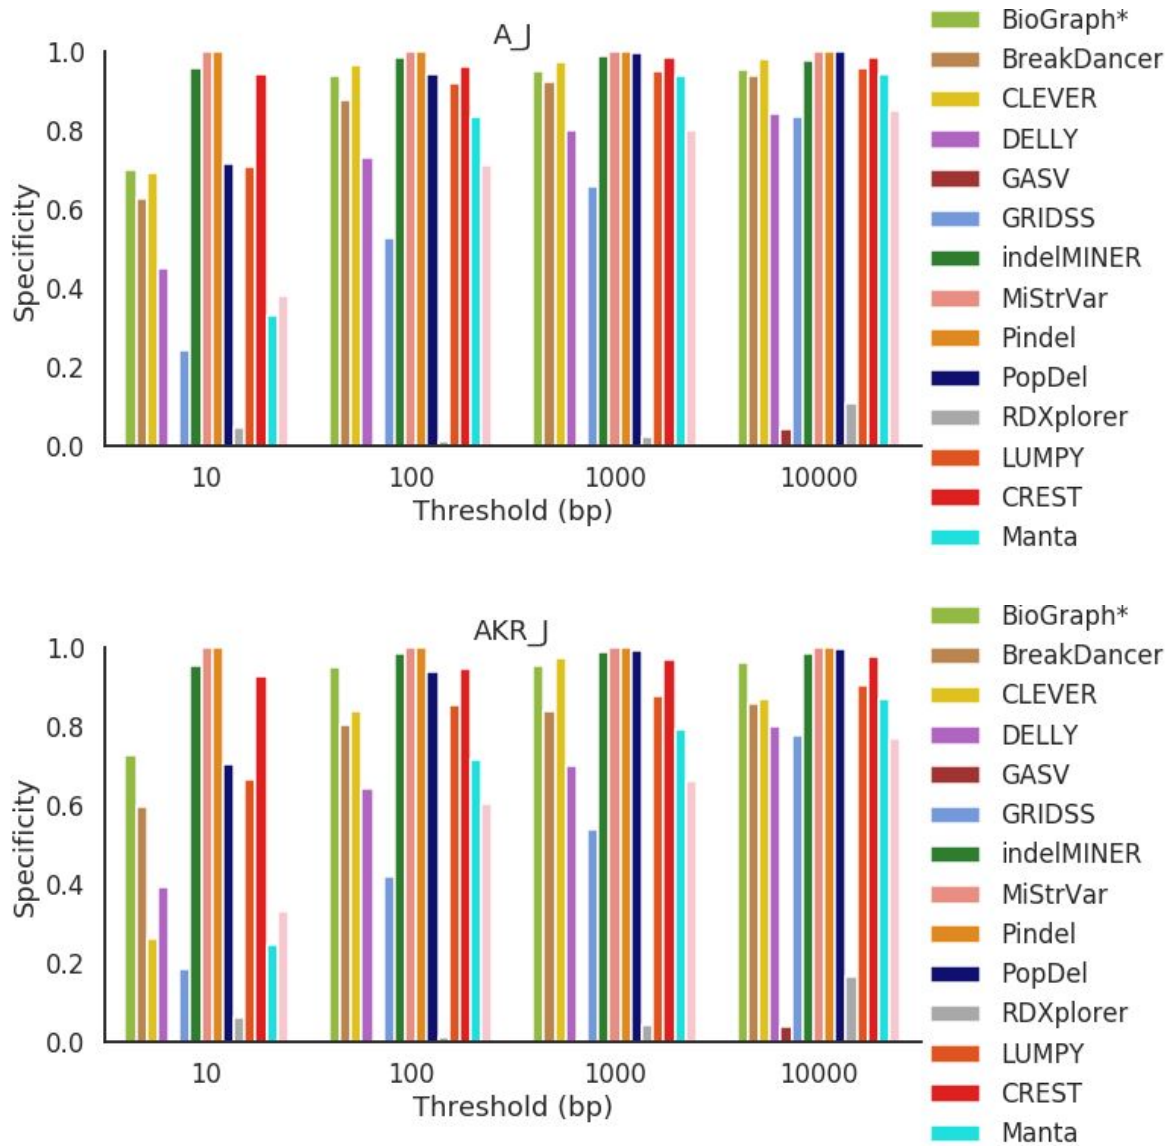 A_J
Specificity
1.0
0.8
0.6
0.4
0.2
0.0
10 100 1000 10000
Threshold (bp)
BioGraph*
BreakDancer
CLEVER
DELLY
GASV
GRIDSS
indelMINER
MiStrVar
Pindel
PopDel
RDXplorer
LUMPY
CREST
Manta
AKR_J
Specificity
1.0
0.8
0.6
0.4
0.2
0.0
10 100 1000 10000
Threshold (bp)
BioGraph*
BreakDancer
CLEVER
DELLY
GASV
GRIDSS
indelMINER
MiStrVar
Pindel
PopDel
RDXplorer
LUMPY
CREST
Manta